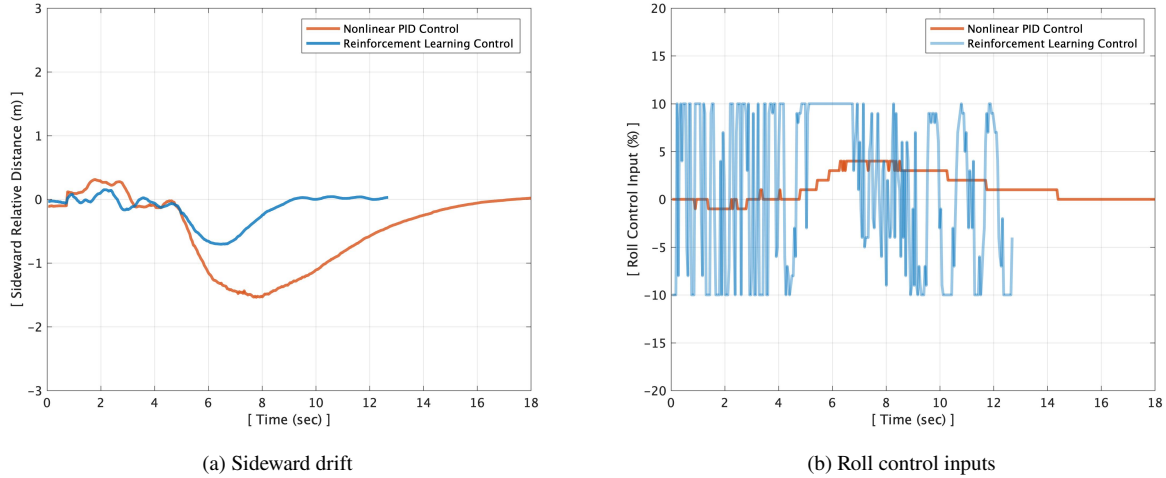 3
2
1
0
−1
−2
−3
[ Sideward Relative Distance (m) ]
Nonlinear PID Control
Reinforcement Learning Control
0 2 4 6 8 10 12 14 16 18
[ Time (sec) ]
(a) Sideward drift
20
15
10
5
0
−5
−10
−15
−20
[ Roll Control Input (%) ]
Nonlinear PID Control
Reinforcement Learning Control
0 2 4 6 8 10 12 14 16 18
[ Time (sec) ]
(b) Roll control inputs